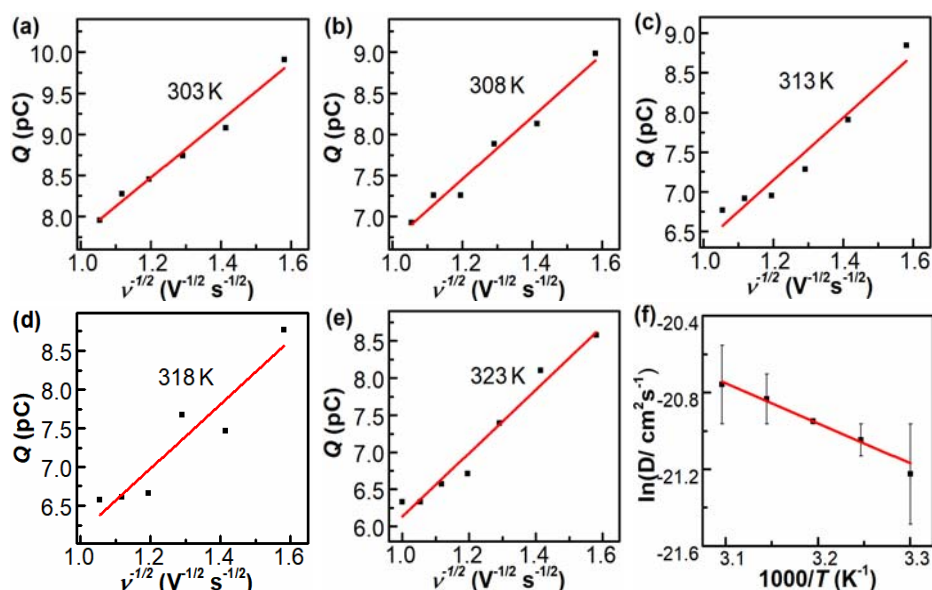 (a)
303 K
Q (pC)
10.0
9.5
9.0
8.5
8.0
1.0
1.2
1.4
1.6
ν-1/2 (V-1/2 s-1/2)
(b)
308 K
Q (pC)
9.0
8.5
8.0
7.5
7.0
1.0
1.2
1.4
1.6
ν-1/2 (V-1/2 s-1/2)
(c)
313 K
Q (pC)
9.0
8.5
8.0
7.5
7.0
6.5
1.0
1.2
1.4
1.6
ν-1/2 (V-1/2 s-1/2)
(d)
318 K
Q (pC)
8.5
8.0
7.5
7.0
6.5
1.0
1.2
1.4
1.6
ν-1/2 (V-1/2 s-1/2)
(e)
323 K
Q (pC)
8.5
8.0
7.5
7.0
6.5
6.0
1.0
1.2
1.4
1.6
ν-1/2 (V-1/2 s-1/2)
(f)
ln(D/ cm2s-1)
-20.4
-20.8
-21.2
-21.6
3.1
3.2
3.3
1000/T (K-1)